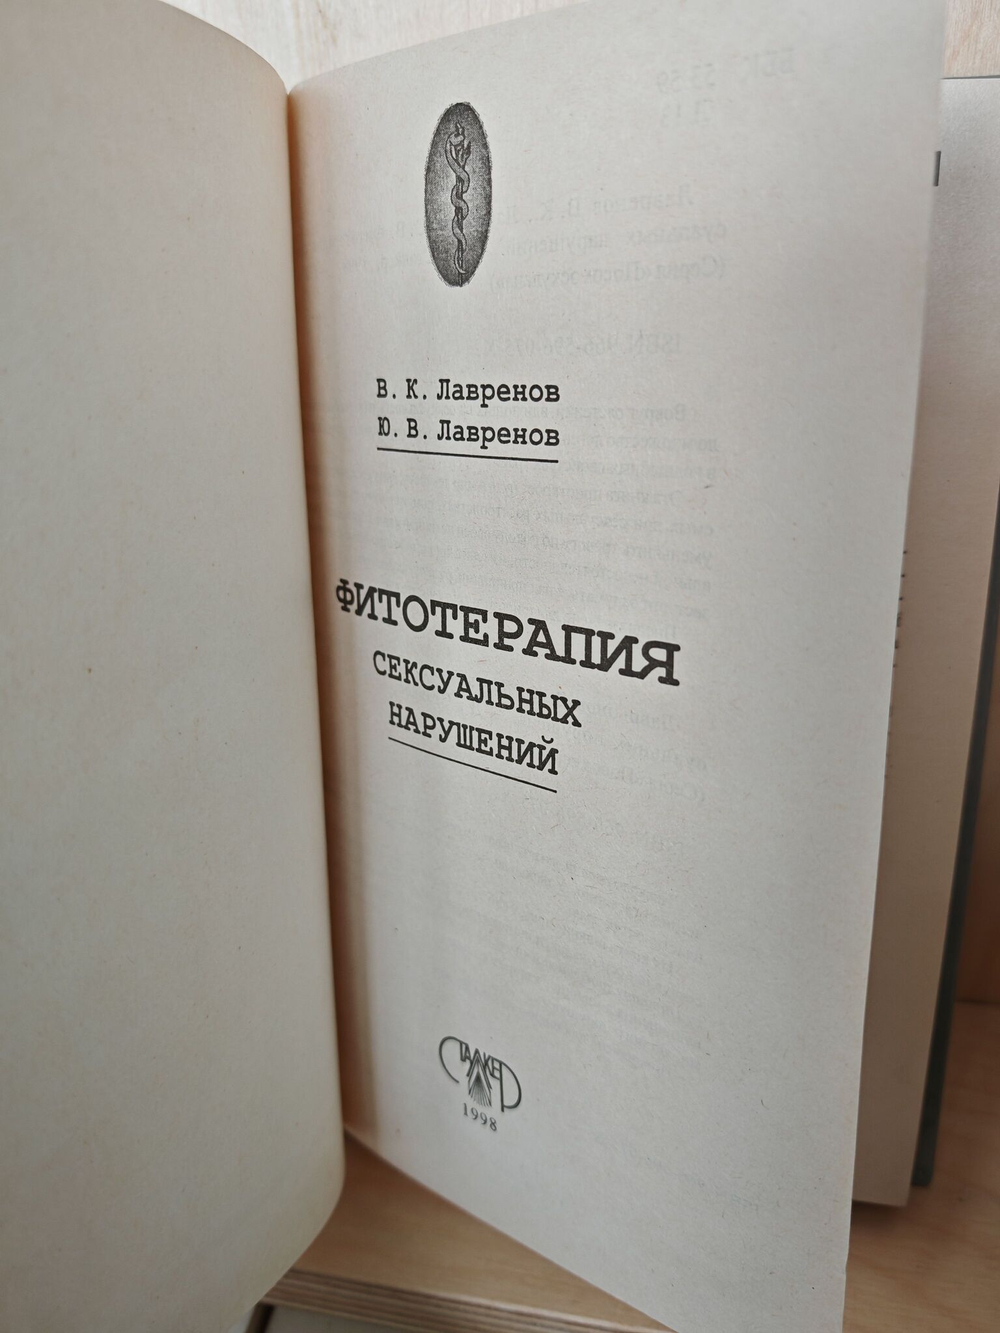 В. К. Лавренов
Ю. В. Лавренов
ФИТОТЕРАПИЯ
СЕКСУАЛЬНЫХ
НАРУШЕНИЙ
СТАЛКЕР
1998